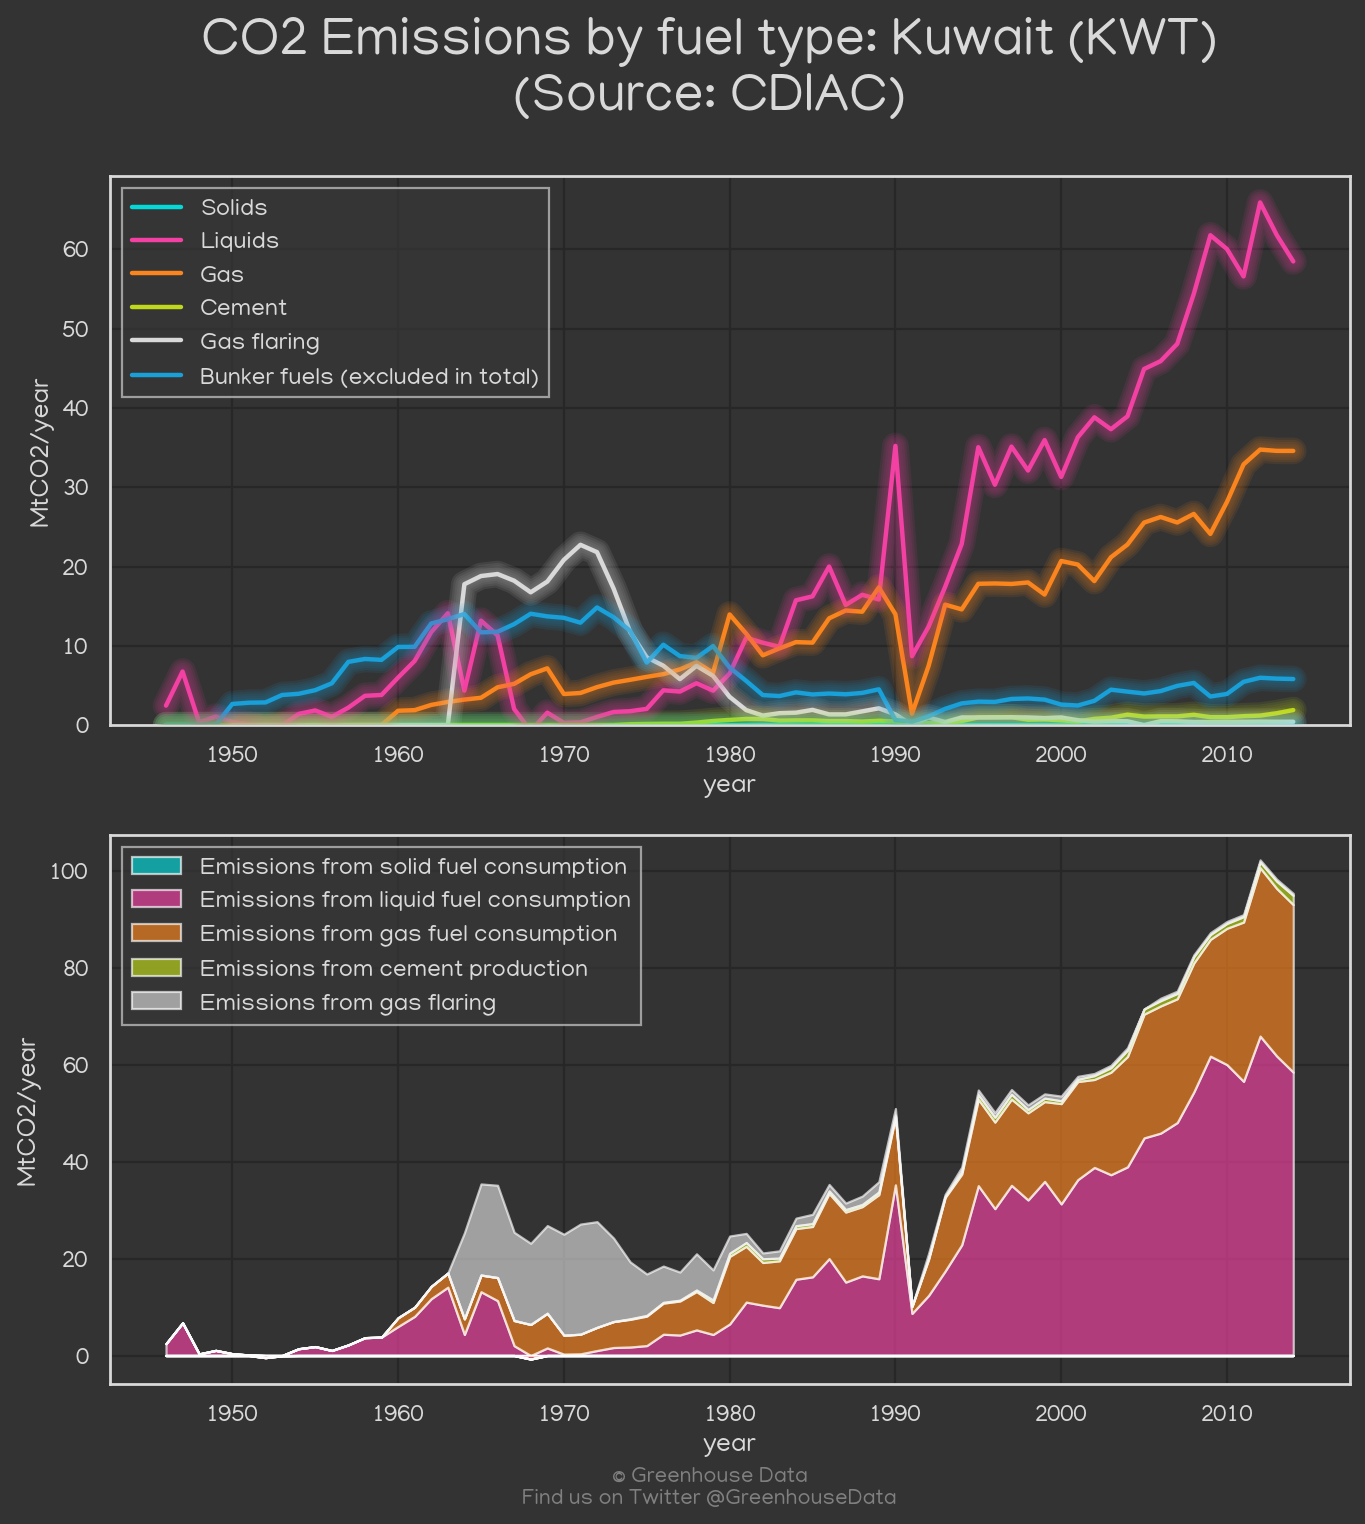 CO2 Emissions by fuel type: Kuwait (KWT)
(Source: CDIAC)
Solids
Liquids
Gas
Cement
Gas flaring
Bunker fuels (excluded in total)
MtCO2/year
60
50
40
30
20
10
0
1950 1960 1970 1980 1990 2000 2010
year
Emissions from solid fuel consumption
Emissions from liquid fuel consumption
Emissions from gas fuel consumption
Emissions from cement production
Emissions from gas flaring
MtCO2/year
100
80
60
40
20
0
1950 1960 1970 1980 1990 2000 2010
year
© Greenhouse Data
Find us on Twitter @GreenhouseData